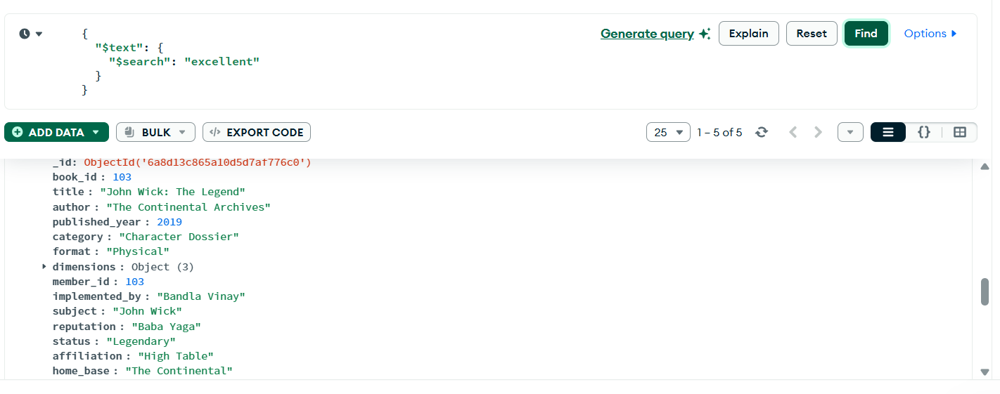 {
"$text": {
"$search": "excellent"
}
}
Generate query Explain Reset Find Options
ADD DATA BULK </> EXPORT CODE 25 1 – 5 of 5 {}
_id: ObjectId('6a8d13c865a10d5d7af776c0')
book_id : 103
title : "John Wick: The Legend"
author : "The Continental Archives"
published_year : 2019
category : "Character Dossier"
format : "Physical"
dimensions : Object (3)
member_id : 103
implemented_by : "Bandla Vinay"
subject : "John Wick"
reputation : "Baba Yaga"
status : "Legendary"
affiliation : "High Table"
home_base : "The Continental"